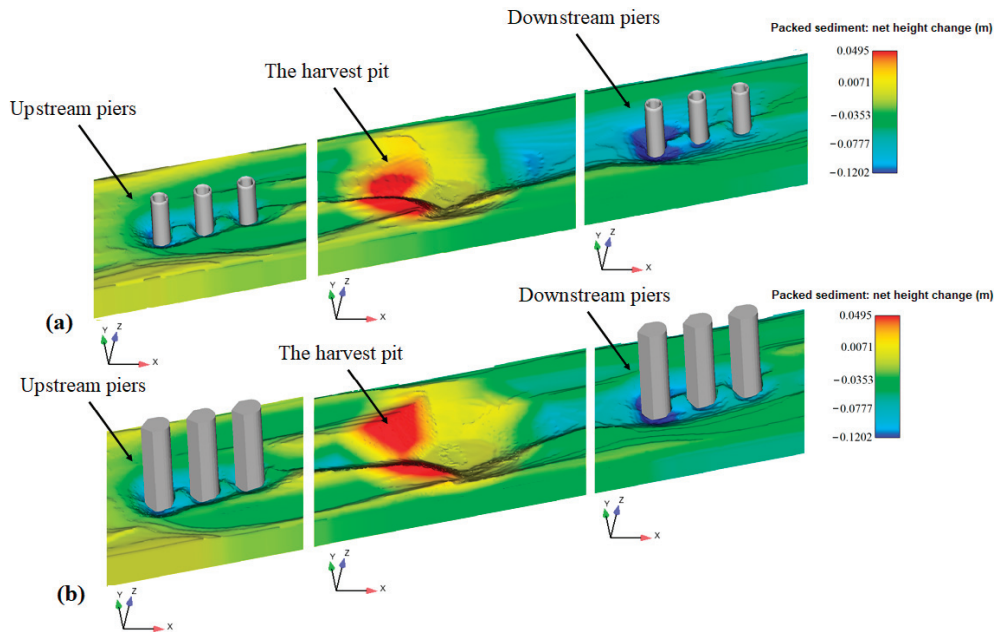 Downstream piers
Packed sediment: net height change (m)
0.0495
0.0071
−0.0353
−0.0777
−0.1202
The harvest pit
Upstream piers
Y Z X
Y Z X
Y Z X
(a)
Downstream piers
Packed sediment: net height change (m)
0.0495
0.0071
−0.0353
−0.0777
−0.1202
The harvest pit
Upstream piers
Y Z X
Y Z X
Y Z X
(b)